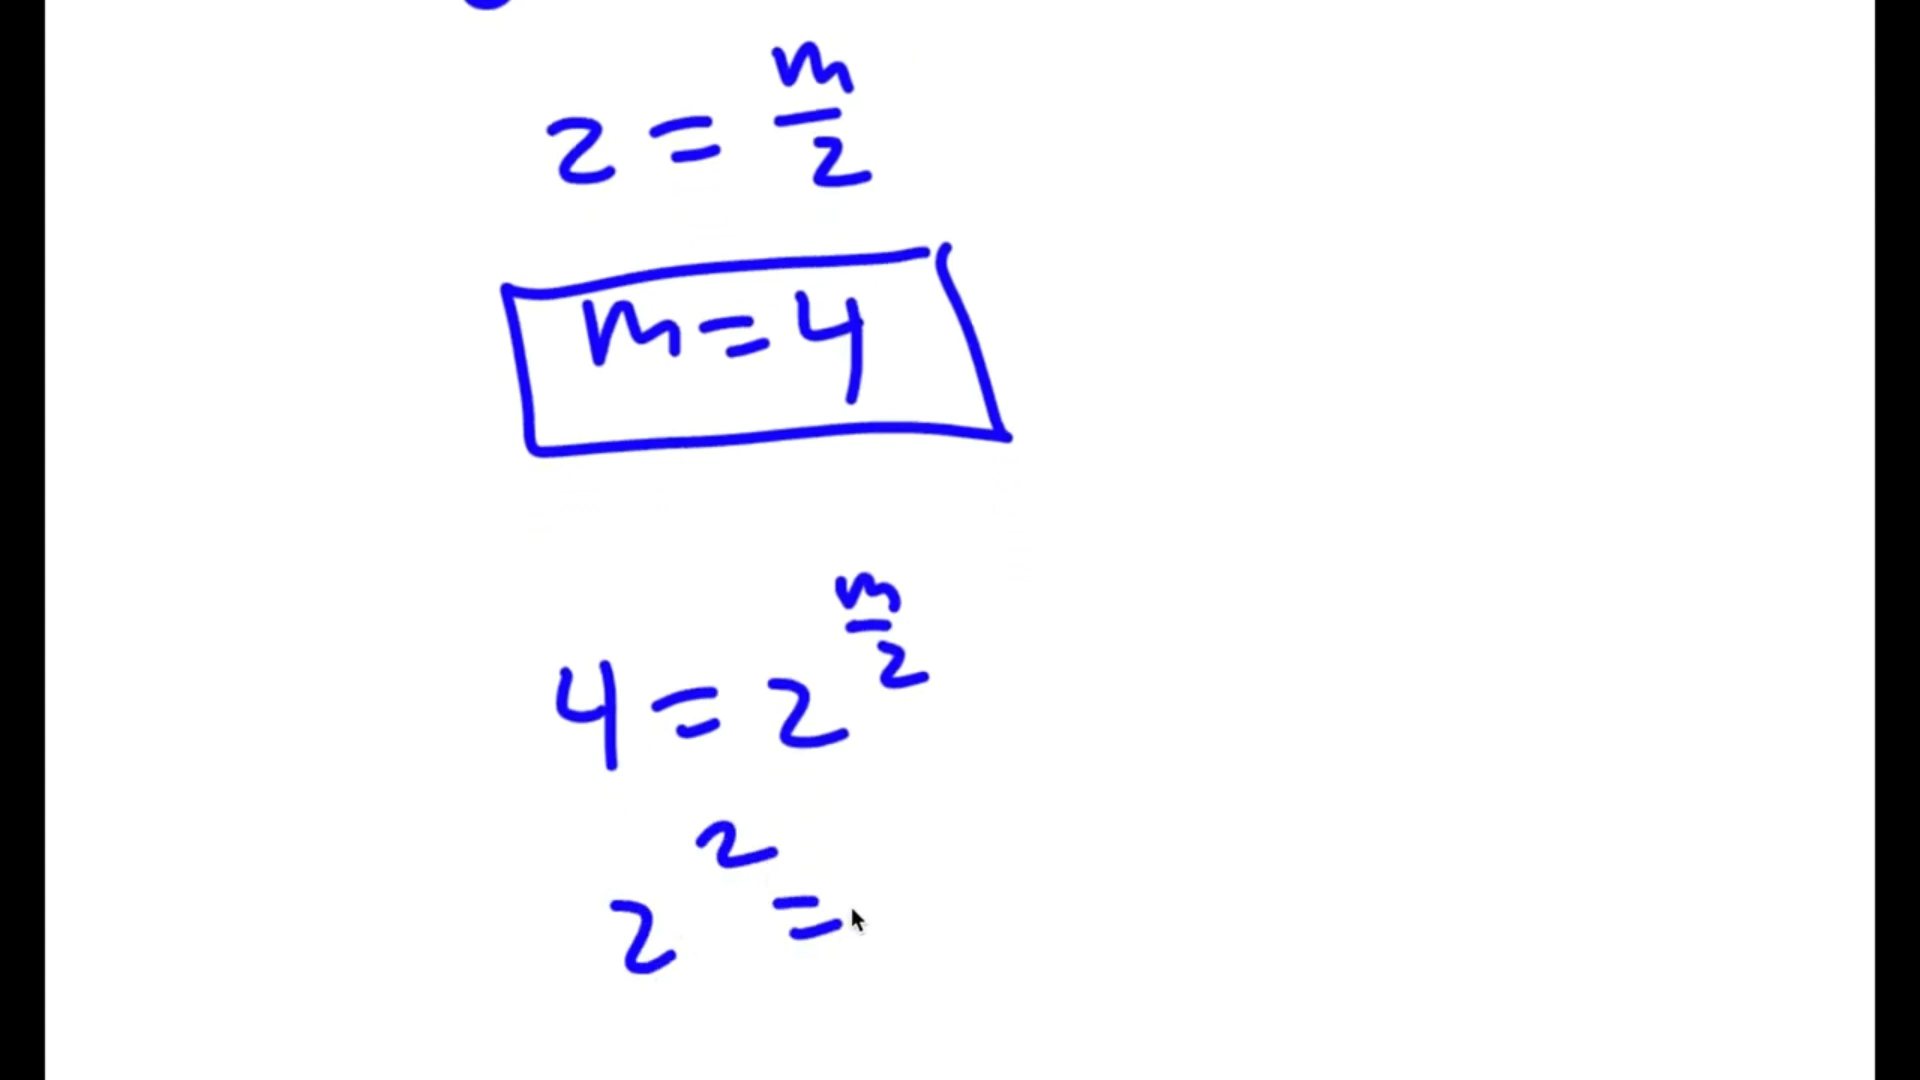 2 = m/2
m = 4
4 = 2^(m/2)
2^2 =